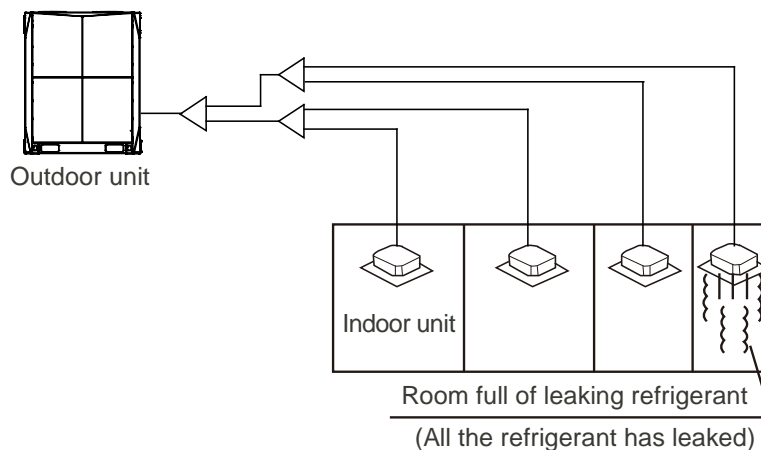 Outdoor unit
Indoor unit
Room full of leaking refrigerant
(All the refrigerant has leaked)